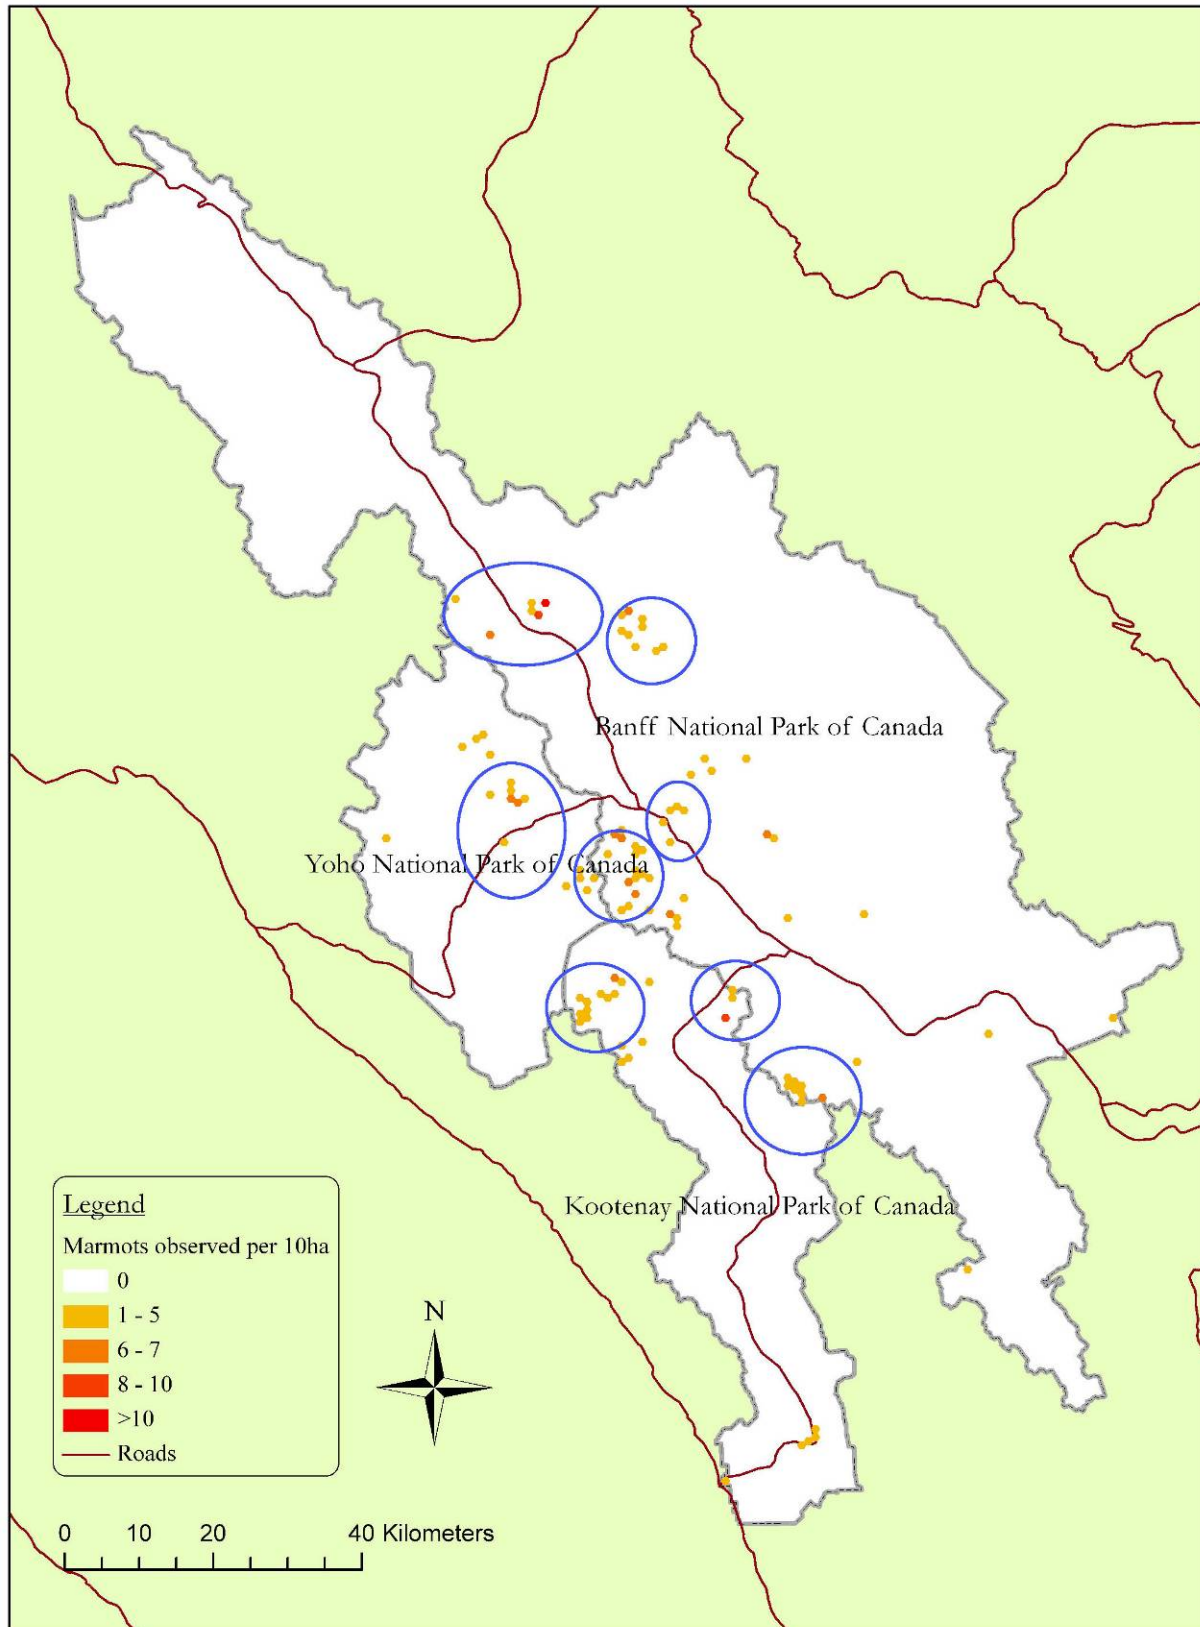 Banff National Park of Canada
Yoho National Park of Canada
Kootenay National Park of Canada
Legend
Marmots observed per 10ha
0
1 - 5
6 - 7
8 - 10
>10
Roads
N
0 10 20 40 Kilometers